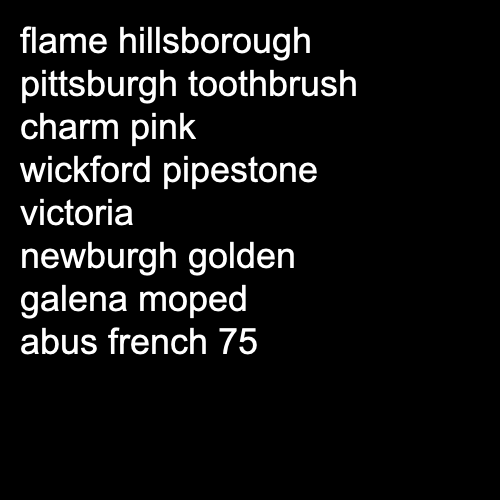 flame hillsborough
pittsburgh toothbrush
charm pink
wickford pipestone
victoria
newburgh golden
galena moped
abus french 75